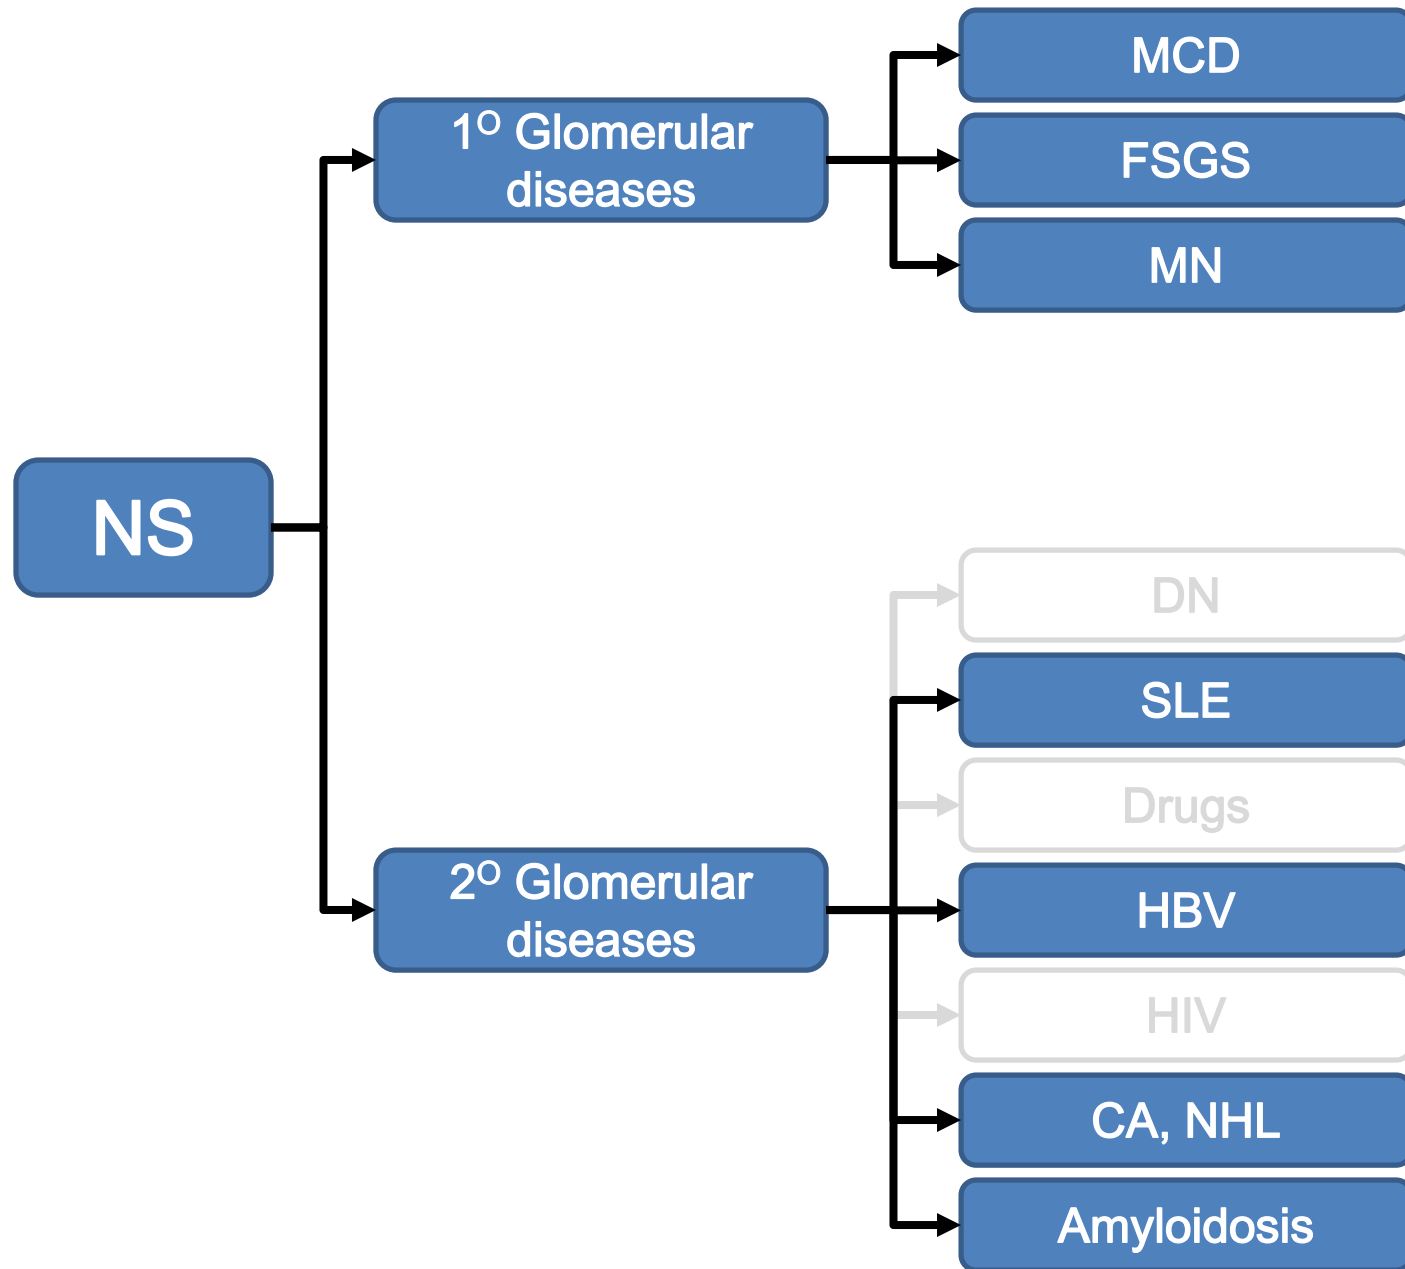 NS
1º Glomerular
diseases
MCD
FSGS
MN
2º Glomerular
diseases
DN
SLE
Drugs
HBV
HIV
CA, NHL
Amyloidosis